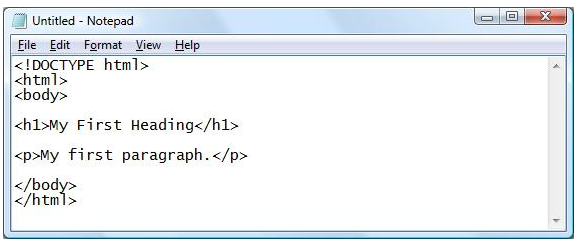 Untitled - Notepad
File Edit Format View Help
<!DOCTYPE html>
<html>
<body>
<h1>My First Heading</h1>
<p>My first paragraph.</p>
</body>
</html>